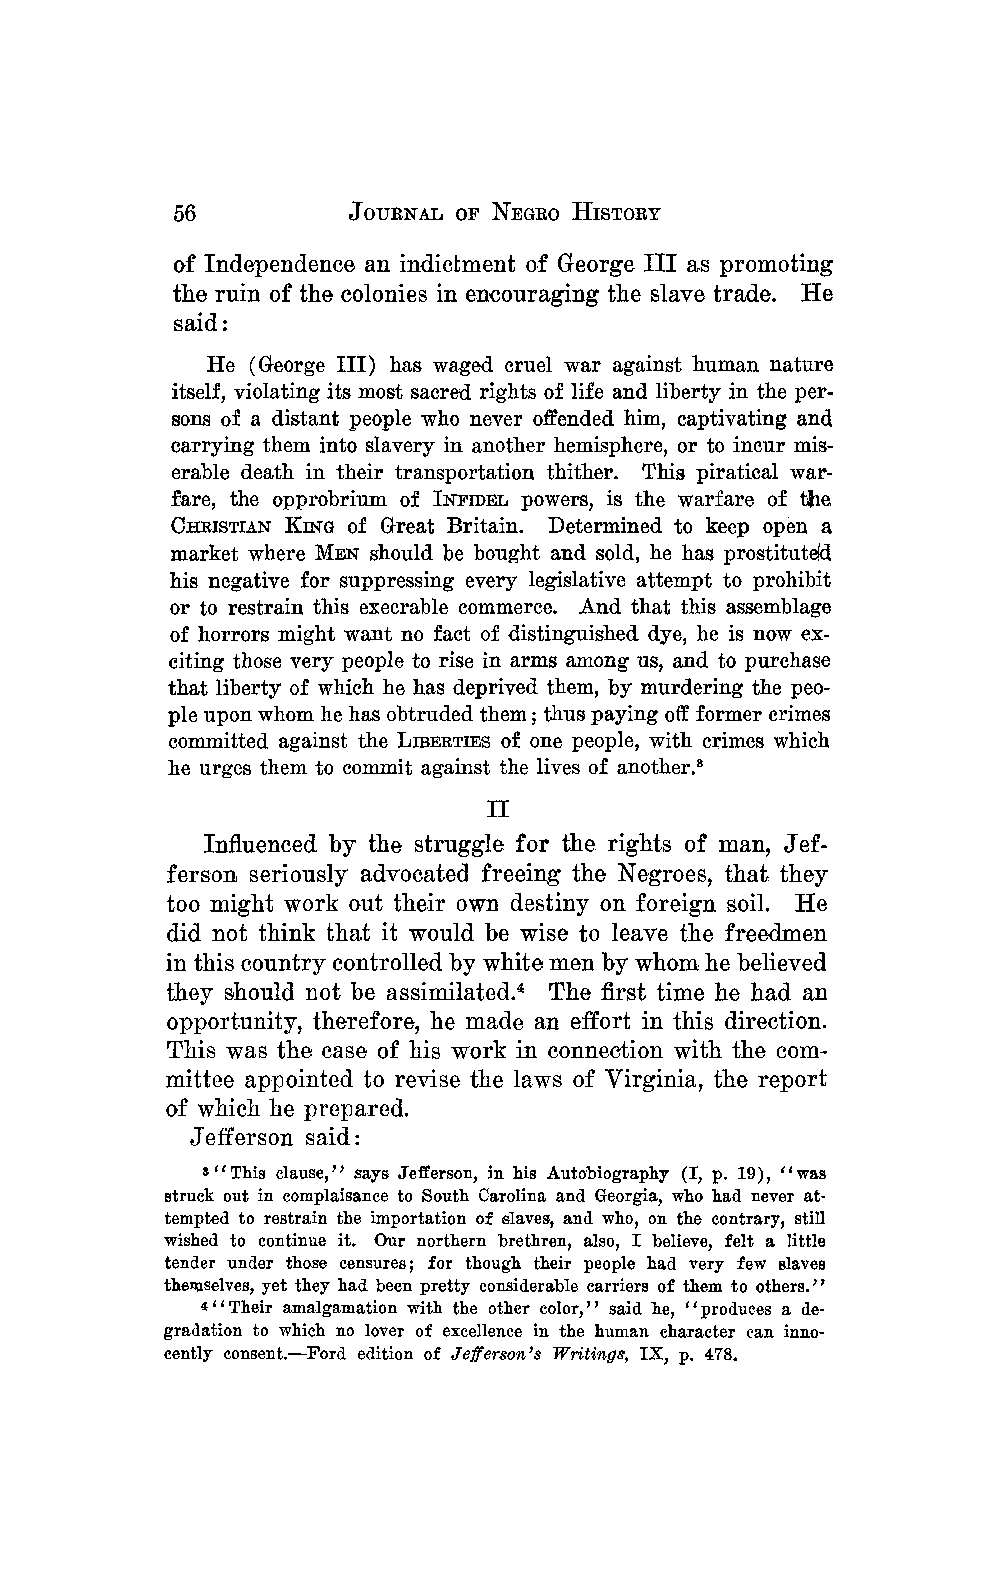 56 JOURNAL OF NEGRO HISTORY
of Independence an indictment of George III as promoting
the ruin of the colonies in encouraging the slave trade. He
said:
He (George III) has waged cruel war against human nature
itself, violating its most sacred rights of life and liberty in the per-
sons of a distant people who never offended him, captivating and
carrying them into slavery in another hemisphere, or to incur mis-
erable death in their transportation thither. This piratical war-
fare, the opprobrium of INFIDEL powers, is the warfare of the
CHRISTIAN KING of Great Britain. Determined to keep open a
market where MEN should be bought and sold, he has prostituted
his negative for suppressing every legislative attempt to prohibit
or to restrain this execrable commerce. And that this assemblage
of horrors might want no fact of distinguished dye, he is now ex-
citing those very people to rise in arms among us, and to purchase
that liberty of which he has deprived them, by murdering the peo-
ple upon whom he has obtruded them; thus paying off former crimes
committed against the LIBERTIES of one people, with crimes which
he urges them to commit against the lives of another.³
II
Influenced by the struggle for the rights of man, Jef-
ferson seriously advocated freeing the Negroes, that they
too might work out their own destiny on foreign soil. He
did not think that it would be wise to leave the freedmen
in this country controlled by white men by whom he believed
they should not be assimilated.⁴ The first time he had an
opportunity, therefore, he made an effort in this direction.
This was the case of his work in connection with the com-
mittee appointed to revise the laws of Virginia, the report
of which he prepared.
Jefferson said:
³ "This clause," says Jefferson, in his Autobiography (I, p. 19), "was
struck out in complaisance to South Carolina and Georgia, who had never at-
tempted to restrain the importation of slaves, and who, on the contrary, still
wished to continue it. Our northern brethren, also, I believe, felt a little
tender under those censures; for though their people had very few slaves
themselves, yet they had been pretty considerable carriers of them to others."
⁴ "Their amalgamation with the other color," said he, "produces a de-
gradation to which no lover of excellence in the human character can inno-
cently consent.—Ford edition of Jefferson's Writings, IX, p. 478.